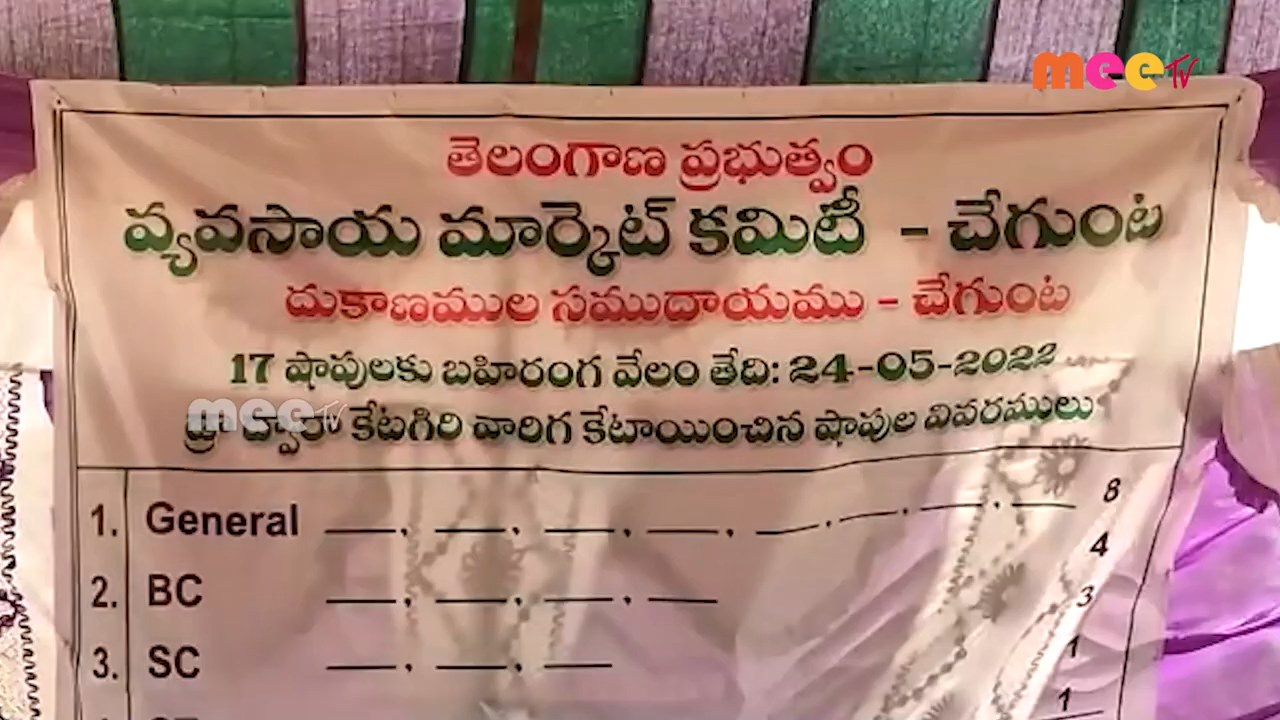 meeTV
తెలంగాణ ప్రభుత్వం
వ్యవసాయ మార్కెట్ కమిటీ - చేగుంట
దుకాణముల సముదాయము - చేగుంట
17 షాపులకు బహిరంగ వేలం తేది: 24-05-2022
meeTV
డ్రా ద్వారా కేటగిరి వారిగ కేటాయించిన షాపుల వివరములు
1. General 8
2. BC 4
3. SC 3
1
1